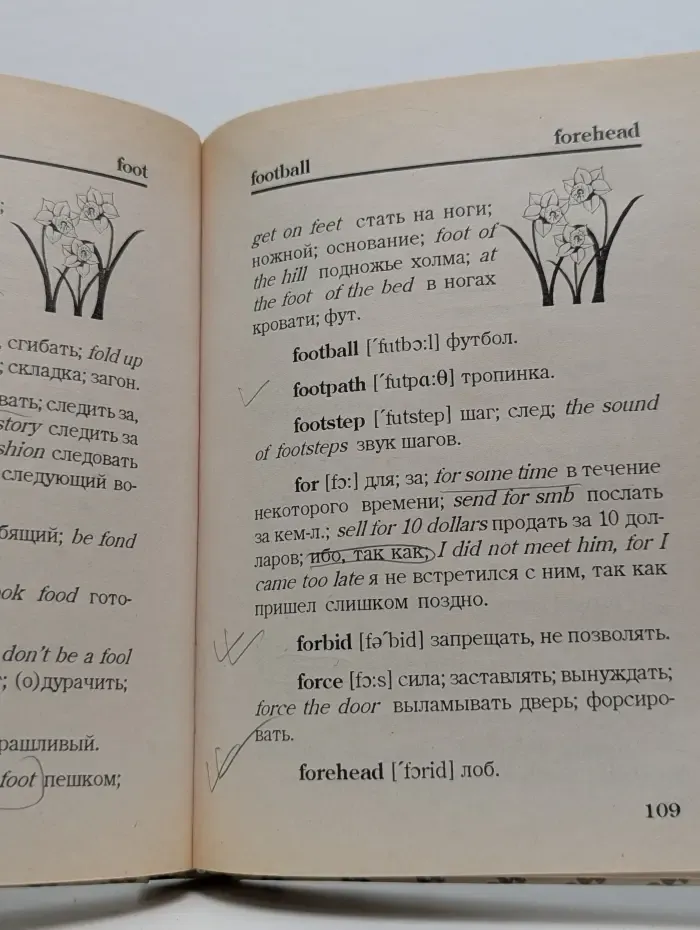 foot
;
, сгибать; fold up
; складка; загон.
вать; следить за,
story следить за
shion следовать
следующий во-
бящий; be fond
ok food гото-
don't be a fool
; (о)дурачить;
рашливый.
foot пешком;
football
forehead
get on feet стать на ноги;
ножной; основание; foot of
the hill подножье холма; at
the foot of the bed в ногах
кровати; фут.
football [´futbɔ:l] футбол.
footpath [´futpɑ:θ] тропинка.
footstep [´futstep] шаг; след; the sound
of footsteps звук шагов.
for [fɔ:] для; за; for some time в течение
некоторого времени; send for smb послать
за кем-л.; sell for 10 dollars продать за 10 дол-
ларов; ибо, так как; I did not meet him, for I
came too late я не встретился с ним, так как
пришел слишком поздно.
forbid [fə´bid] запрещать, не позволять.
force [fɔ:s] сила; заставлять; вынуждать;
force the door выламывать дверь; форсиро-
вать.
forehead [´fɔrid] лоб.
109